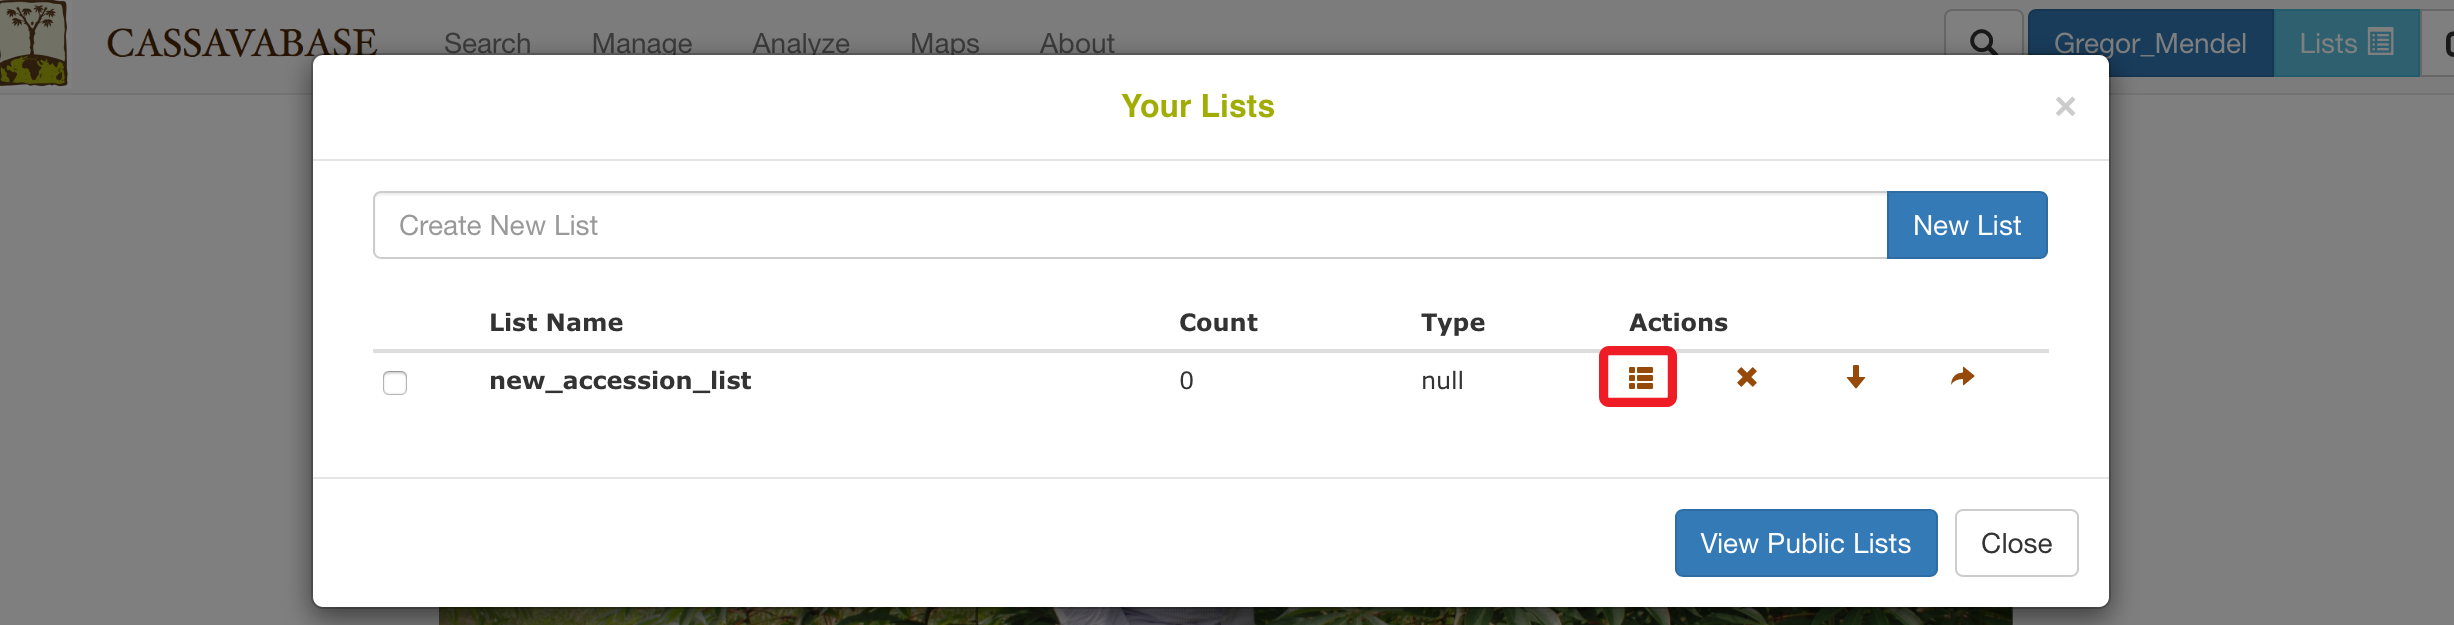 CASSAVABASE Search Manage Analyze Maps About Gregor_Mendel Lists
Your Lists ×
Create New List New List
List Name Count Type Actions
new_accession_list 0 null
View Public Lists Close